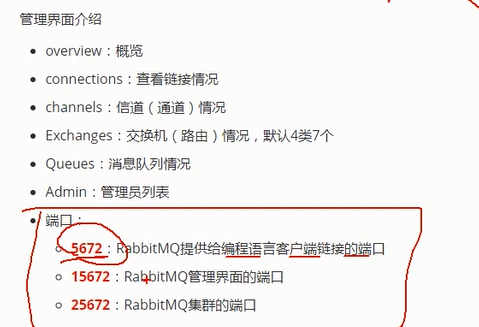 管理界面介绍
overview：概览
connections：查看链接情况
channels：信道（通道）情况
Exchanges：交换机（路由）情况，默认4类7个
Queues：消息队列情况
Admin：管理员列表
端口：
5672：RabbitMQ提供给编程语言客户端链接的端口
15672：RabbitMQ管理界面的端口
25672：RabbitMQ集群的端口